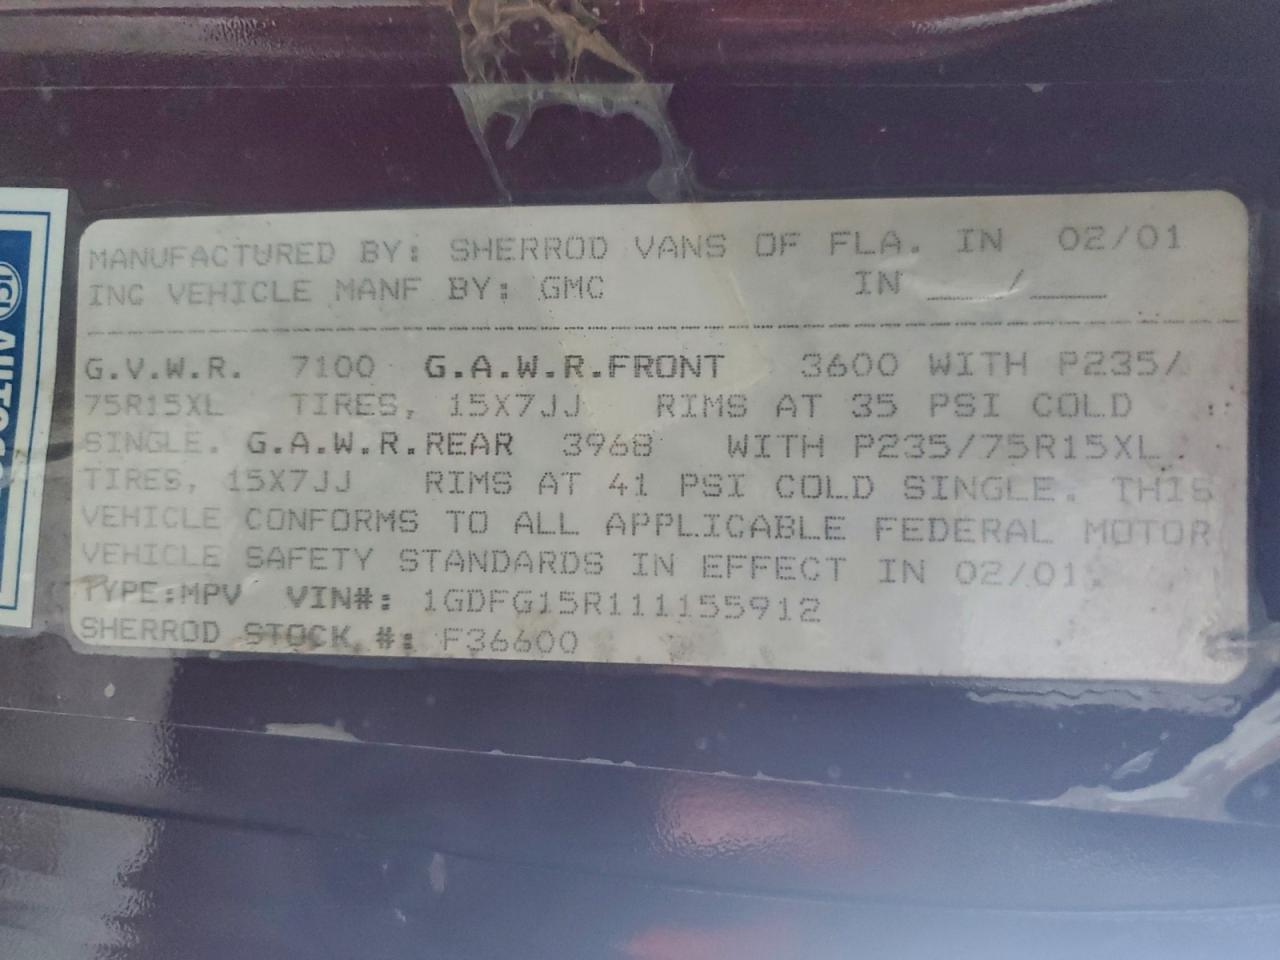 MANUFACTURED BY: SHERROD VANS OF FLA. IN 02/01
INC VEHICLE MANF BY: GMC IN ___/____
G.V.W.R. 7100 G.A.W.R.FRONT 3600 WITH P235/
75R15XL TIRES, 15X7JJ RIMS AT 35 PSI COLD
SINGLE. G.A.W.R.REAR 3968 WITH P235/75R15XL
TIRES, 15X7JJ RIMS AT 41 PSI COLD SINGLE. THIS
VEHICLE CONFORMS TO ALL APPLICABLE FEDERAL MOTOR
VEHICLE SAFETY STANDARDS IN EFFECT IN 02/01.
TYPE:MPV VIN#: 1GDFG15R111155912
SHERROD STOCK #: F36600